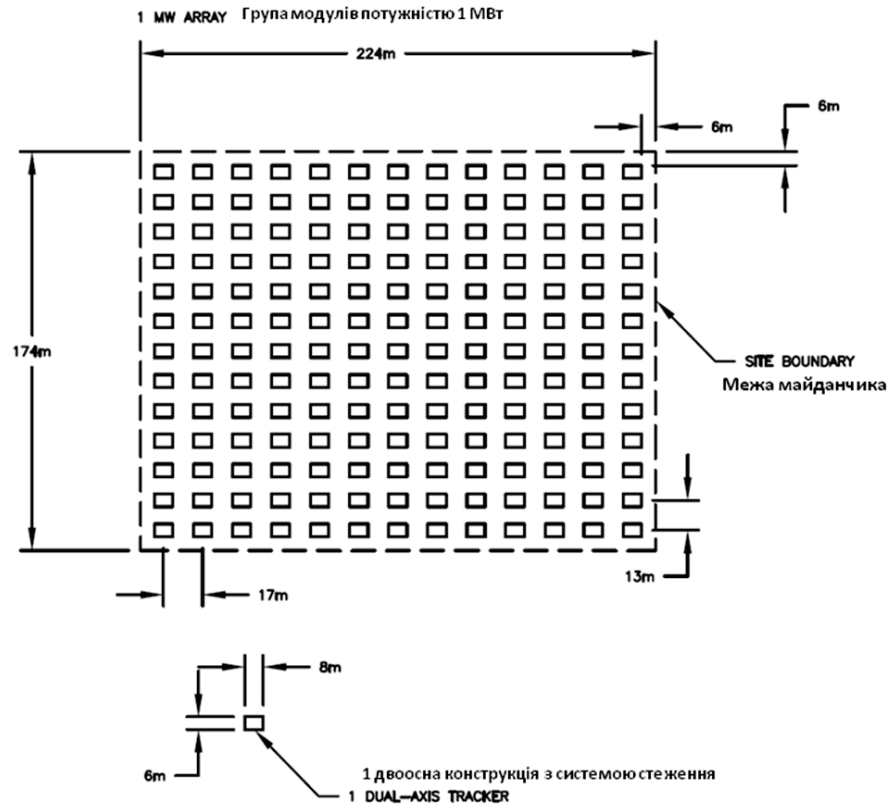 1 MW ARRAY Група модулів потужністю 1 МВт
224m
6m
6m
174m
SITE BOUNDARY
Межа майданчика
13m
17m
8m
6m
1 двоосна конструкція з системою стеження
1 DUAL-AXIS TRACKER